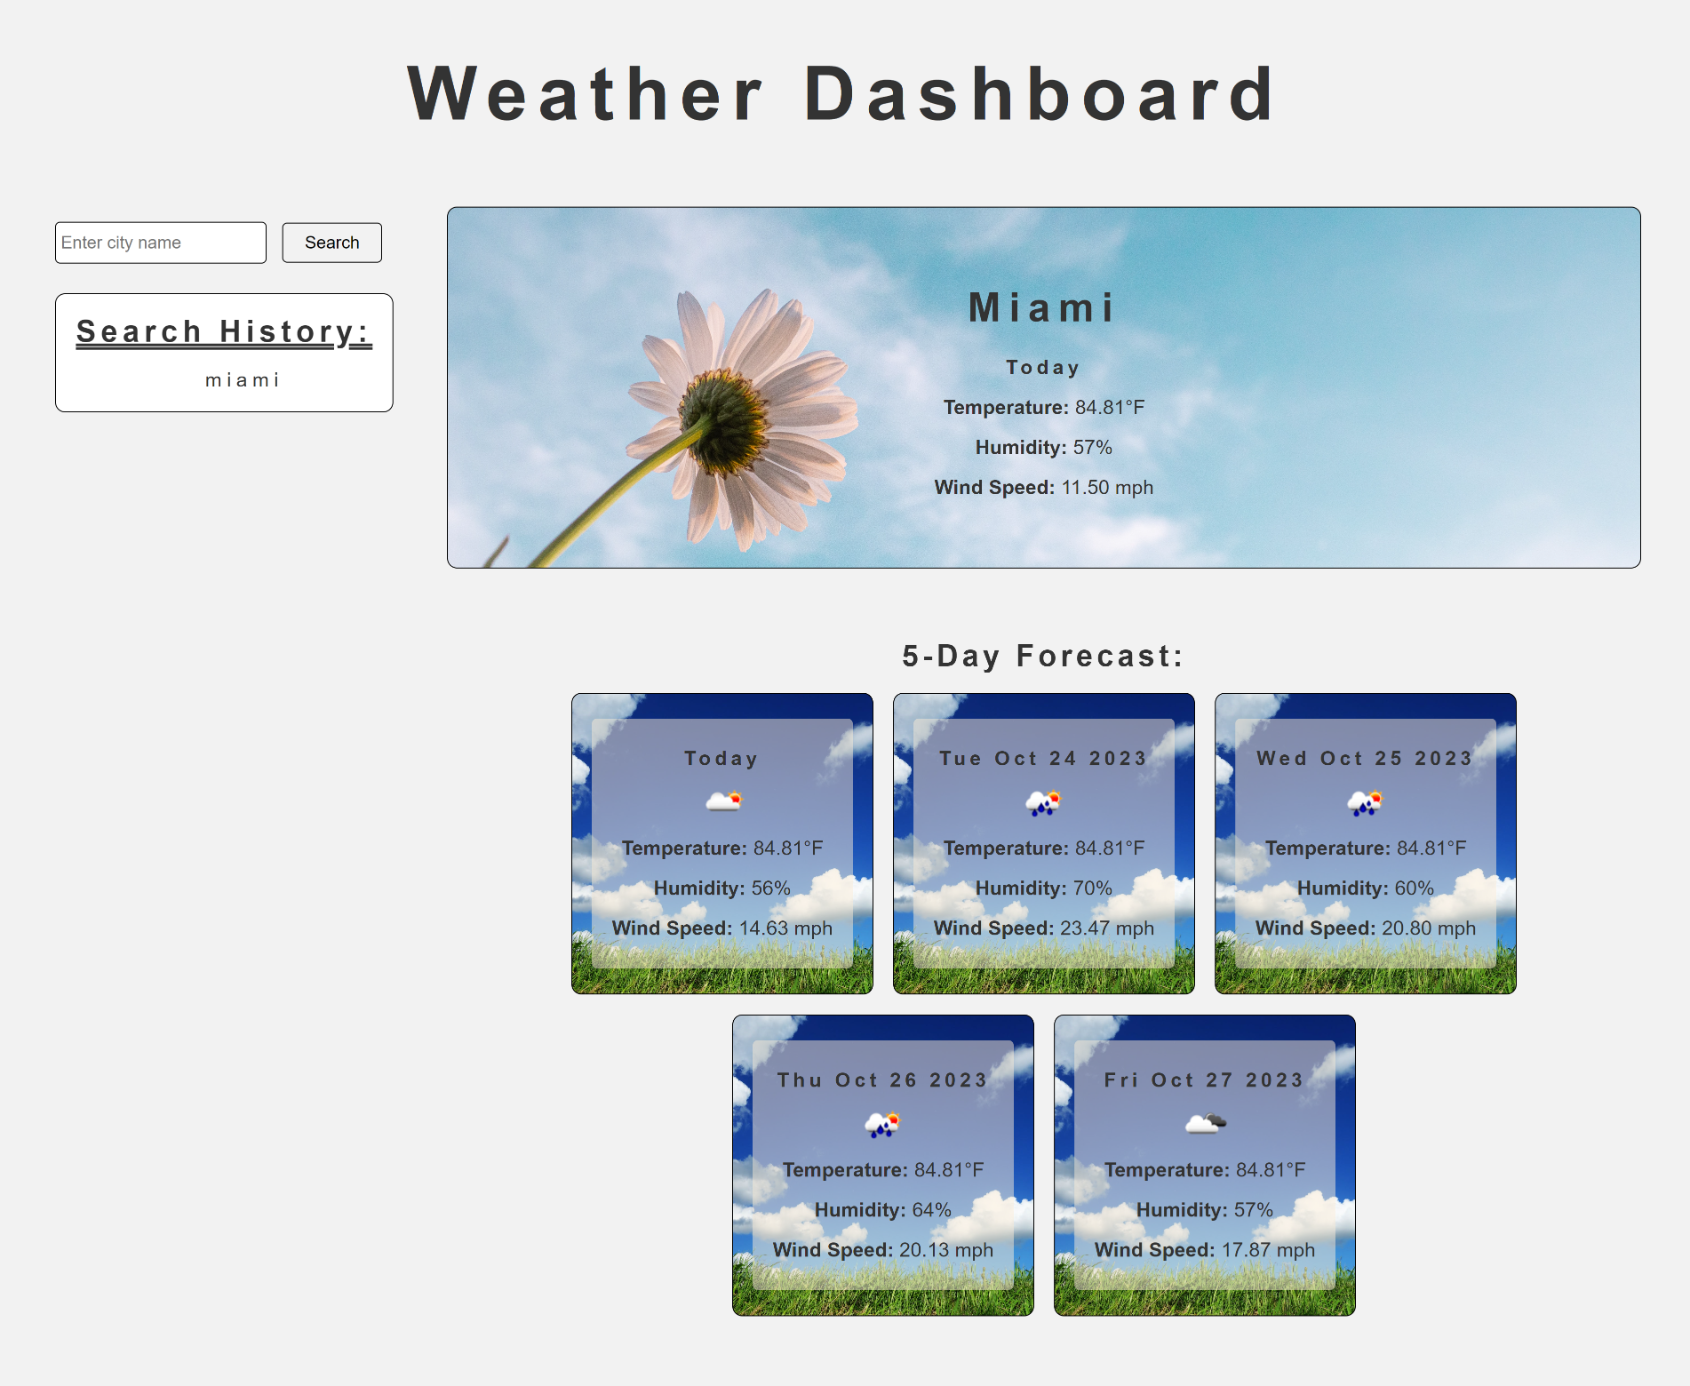 Weather Dashboard
Enter city name
Search
Search History:
miami
Miami
Today
Temperature: 84.81°F
Humidity: 57%
Wind Speed: 11.50 mph
5-Day Forecast:
Today
Temperature: 84.81°F
Humidity: 56%
Wind Speed: 14.63 mph
Tue Oct 24 2023
Temperature: 84.81°F
Humidity: 70%
Wind Speed: 23.47 mph
Wed Oct 25 2023
Temperature: 84.81°F
Humidity: 60%
Wind Speed: 20.80 mph
Thu Oct 26 2023
Temperature: 84.81°F
Humidity: 64%
Wind Speed: 20.13 mph
Fri Oct 27 2023
Temperature: 84.81°F
Humidity: 57%
Wind Speed: 17.87 mph